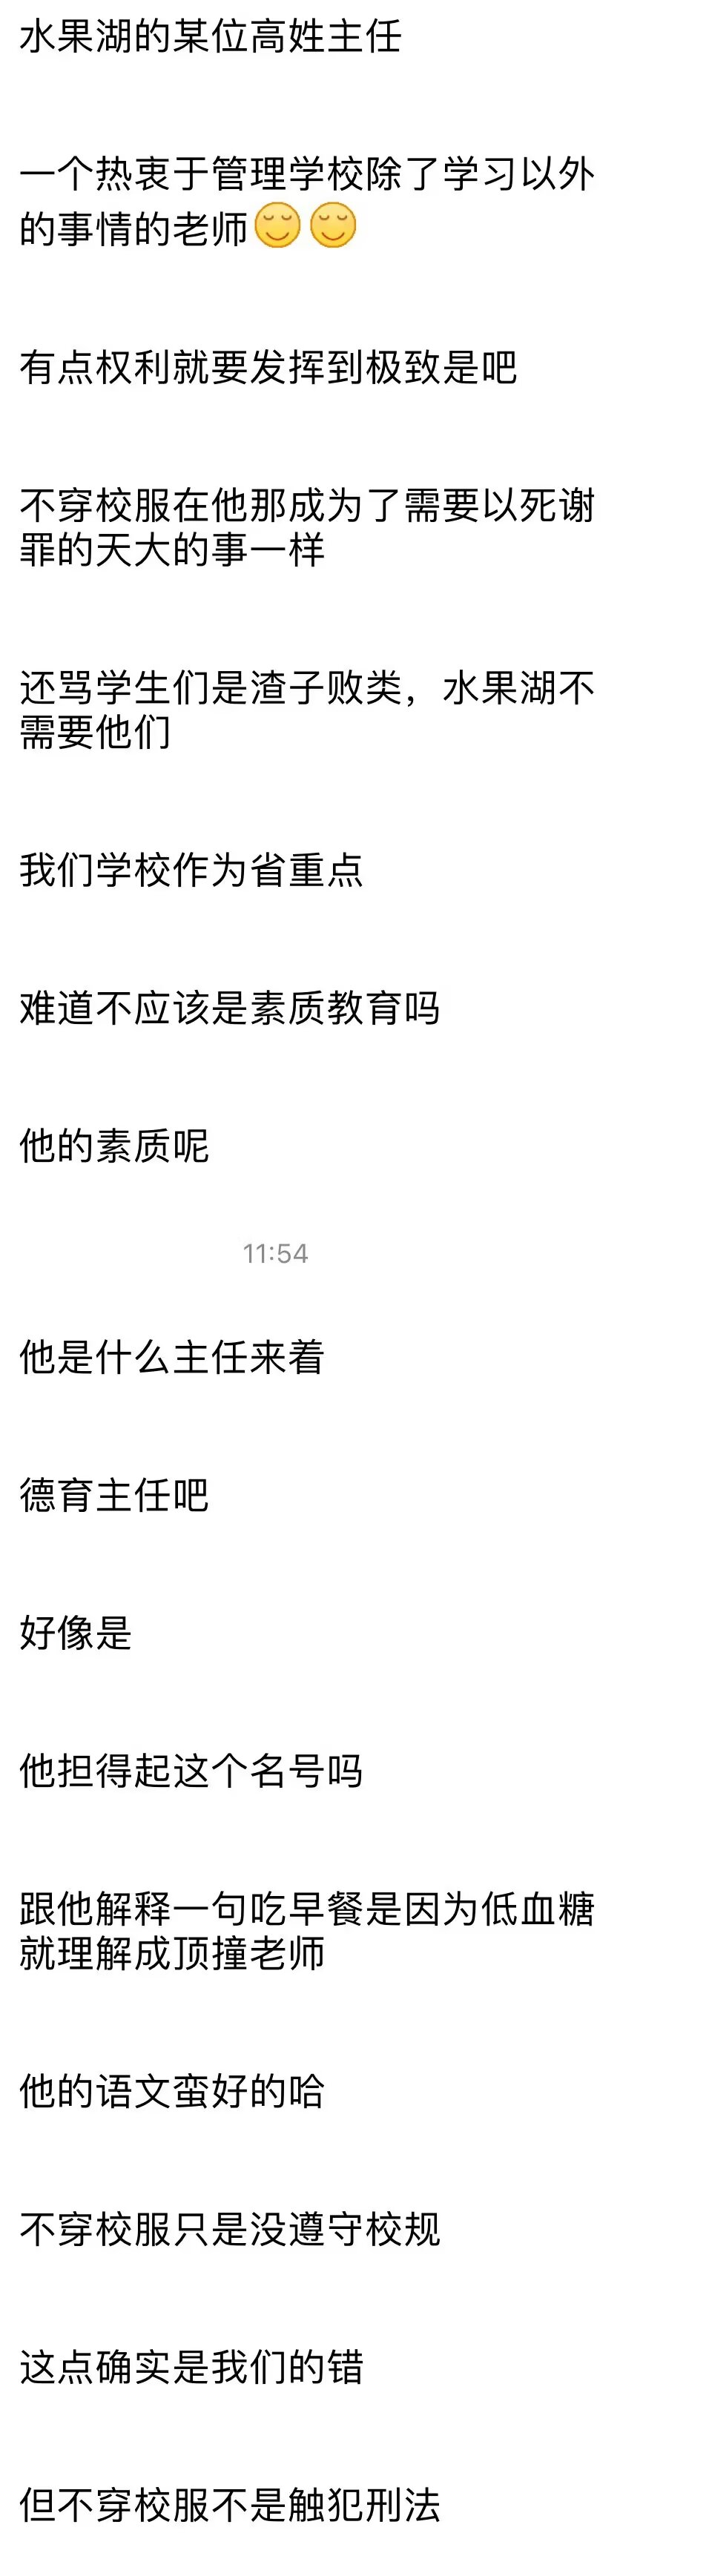 水果湖的某位高姓主任
一个热衷于管理学校除了学习以外
的事情的老师😌😌
有点权利就要发挥到极致是吧
不穿校服在他那成为了需要以死谢
罪的天大的事一样
还骂学生们是渣子败类，水果湖不
需要他们
我们学校作为省重点
难道不应该是素质教育吗
他的素质呢
11:54
他是什么主任来着
德育主任吧
好像是
他担得起这个名号吗
跟他解释一句吃早餐是因为低血糖
就理解成顶撞老师
他的语文蛮好的哈
不穿校服只是没遵守校规
这点确实是我们的错
但不穿校服不是触犯刑法